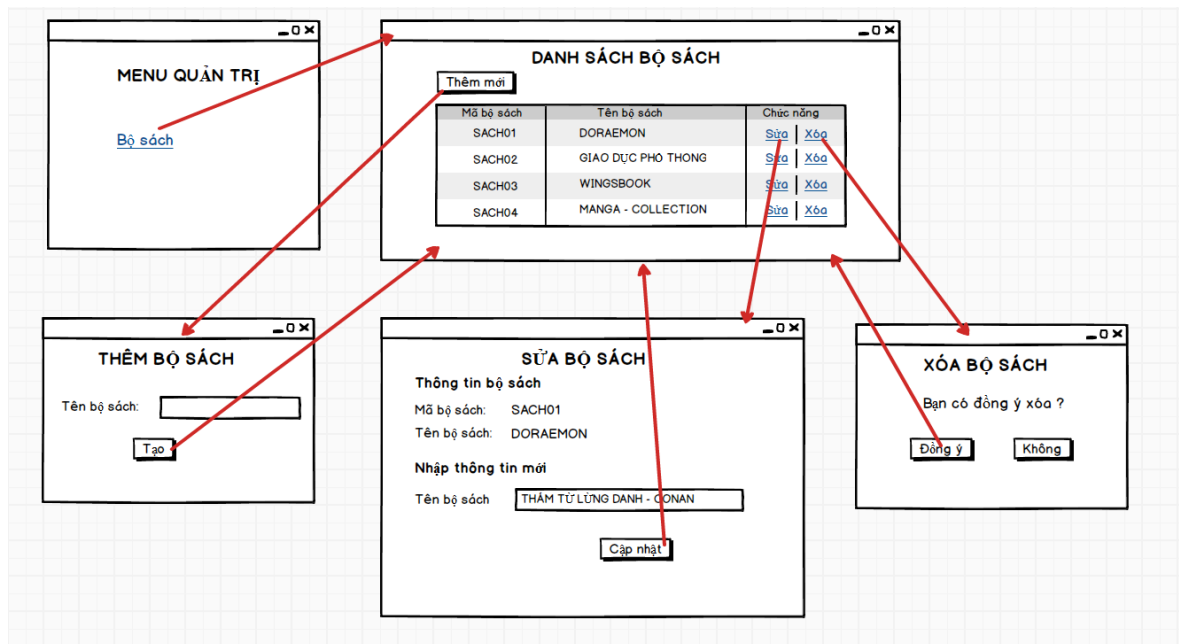 MENU QUẢN TRỊ
Bộ sách
DANH SÁCH BỘ SÁCH
Thêm mới
Mã bộ sách Tên bộ sách Chức năng
SACH01 DORAEMON Sửa Xóa
SACH02 GIAO DỤC PHỔ THONG Sửa Xóa
SACH03 WINGSBOOK Sửa Xóa
SACH04 MANGA - COLLECTION Sửa Xóa
THÊM BỘ SÁCH
Tên bộ sách:
Tạo
SỬA BỘ SÁCH
Thông tin bộ sách
Mã bộ sách: SACH01
Tên bộ sách: DORAEMON
Nhập thông tin mới
Tên bộ sách THÁM TỬ LỪNG DANH - CONAN
Cập nhật
XÓA BỘ SÁCH
Bạn có đồng ý xóa ?
Đồng ý Không